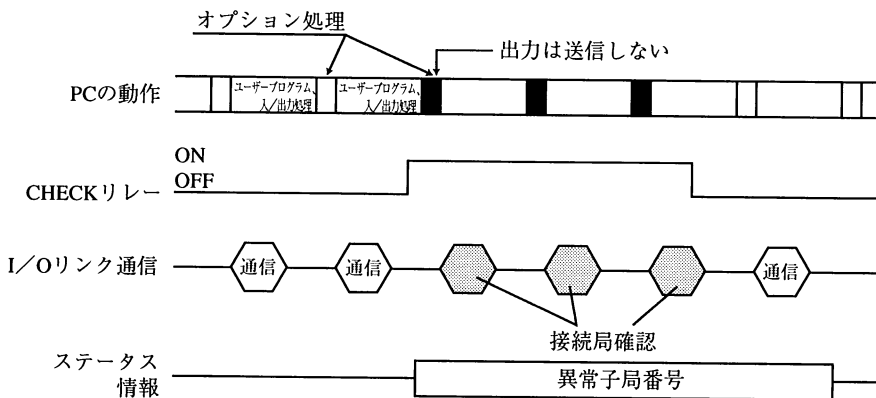 オプション処理
出力は送信しない
PCの動作
ユーザープログラム、
入/出力処理
ユーザープログラム、
入/出力処理
ON
OFF
CHECKリレー
I/Oリンク通信
通信
通信
通信
接続局確認
ステータス
情報
異常子局番号